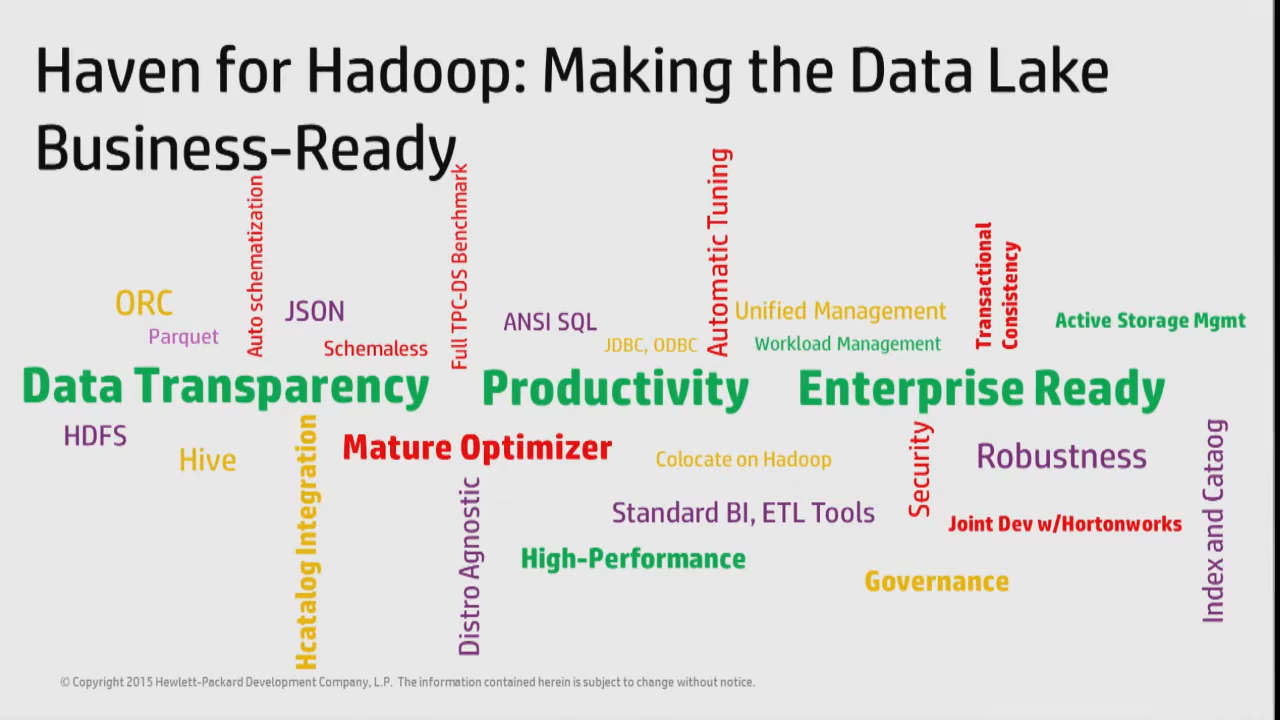 Haven for Hadoop: Making the Data Lake
Business-Ready
Auto schematization
Full TPC-DS Benchmark
Automatic Tuning
Transactional
Consistency
ORC
JSON
Parquet
Schemaless
ANSI SQL
JDBC, ODBC
Unified Management
Workload Management
Active Storage Mgmt
Data Transparency
Productivity
Enterprise Ready
HDFS
Hive
Hcatalog Integration
Mature Optimizer
Distro Agnostic
Colocate on Hadoop
Standard BI, ETL Tools
High-Performance
Security
Robustness
Joint Dev w/Hortonworks
Governance
Index and Cataog
© Copyright 2015 Hewlett-Packard Development Company, L.P. The information contained herein is subject to change without notice.